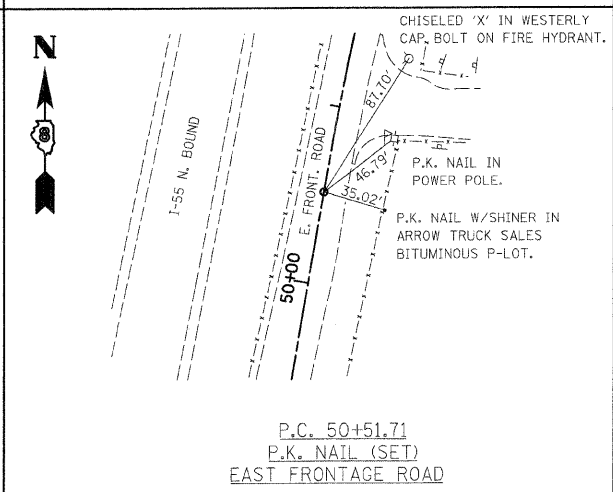 CHISELED 'X' IN WESTERLY
CAP BOLT ON FIRE HYDRANT.
N
87.70'
I-55 N. BOUND
E. FRONT. ROAD
46.79'
P.K. NAIL IN
POWER POLE.
35.02'
P.K. NAIL W/SHINER IN
ARROW TRUCK SALES
BITUMINOUS P-LOT.
50+00
P.C. 50+51.71
P.K. NAIL (SET)
EAST FRONTAGE ROAD